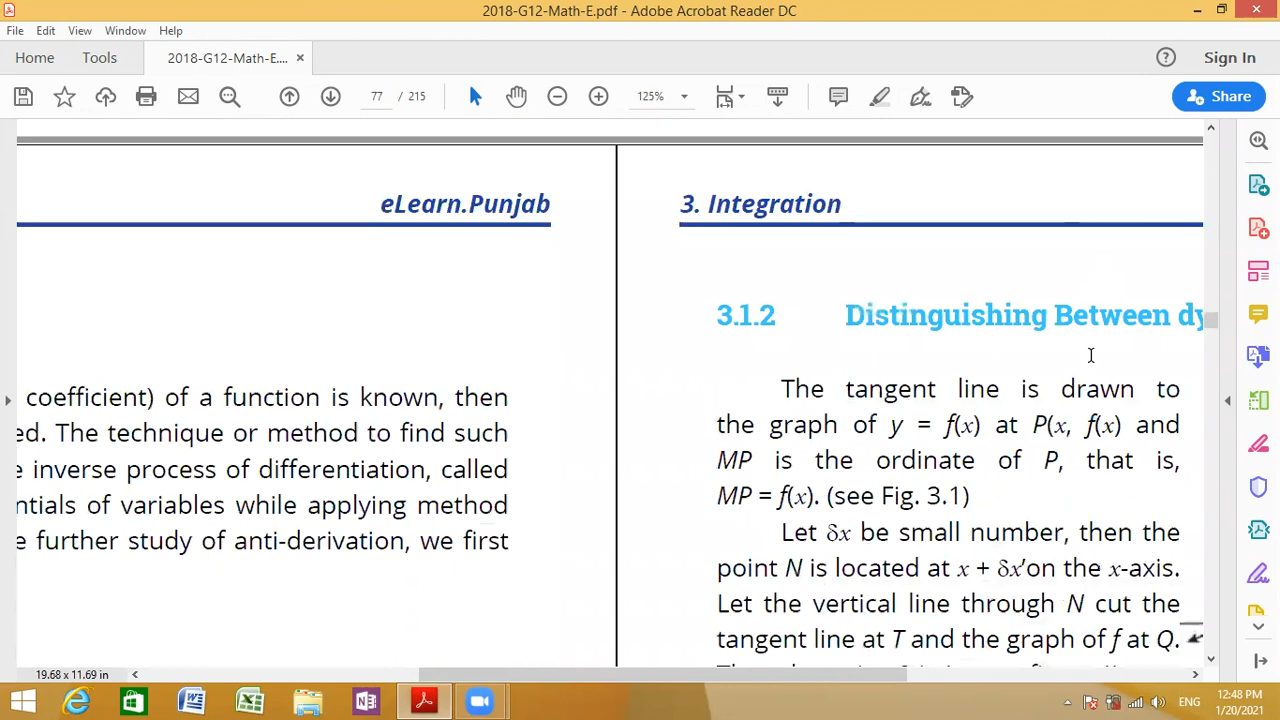 2018-G12-Math-E.pdf - Adobe Acrobat Reader DC
File Edit View Window Help
Home Tools 2018-G12-Math-E.... × Sign In
77 / 215 125% Share
eLearn.Punjab
coefficient) of a function is known, then
ed. The technique or method to find such
e inverse process of differentiation, called
ntials of variables while applying method
e further study of anti-derivation, we first
3. Integration
3.1.2 Distinguishing Between dy
The tangent line is drawn to
the graph of y = f(x) at P(x, f(x) and
MP is the ordinate of P, that is,
MP = f(x). (see Fig. 3.1)
Let δx be small number, then the
point N is located at x + δx'on the x-axis.
Let the vertical line through N cut the
tangent line at T and the graph of f at Q.
19.68 x 11.69 in
ENG 12:48 PM
1/20/2021